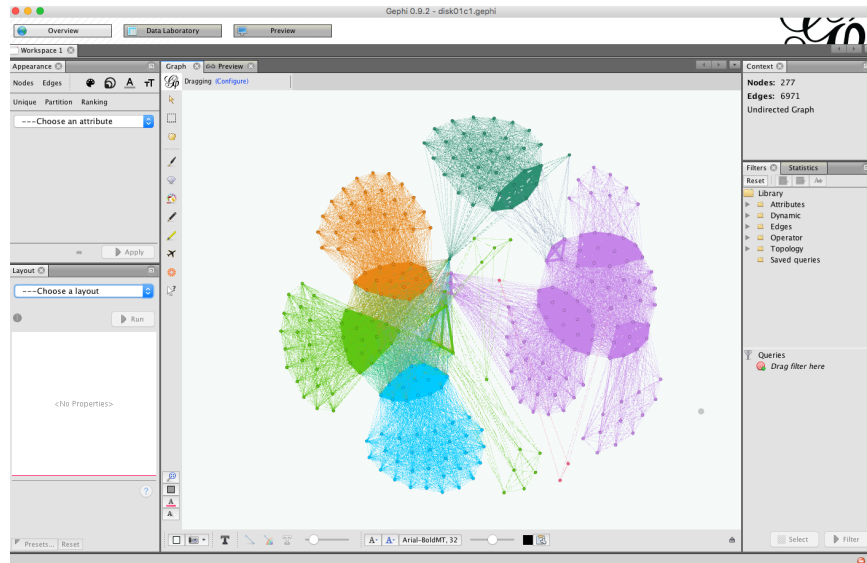 Gephi 0.9.2 - disk01c1.gephi
Overview
Data Laboratory
Preview
Workspace 1
Appearance
Nodes Edges
Unique Partition Ranking
---Choose an attribute
Apply
Layout
---Choose a layout
Run
<No Properties>
Presets... Reset
Graph
Preview
Dragging (Configure)
Arial-BoldMT, 32
Context
Nodes: 277
Edges: 6971
Undirected Graph
Filters
Statistics
Reset
Library
Attributes
Dynamic
Edges
Operator
Topology
Saved queries
Queries
Drag filter here
Select
Filter